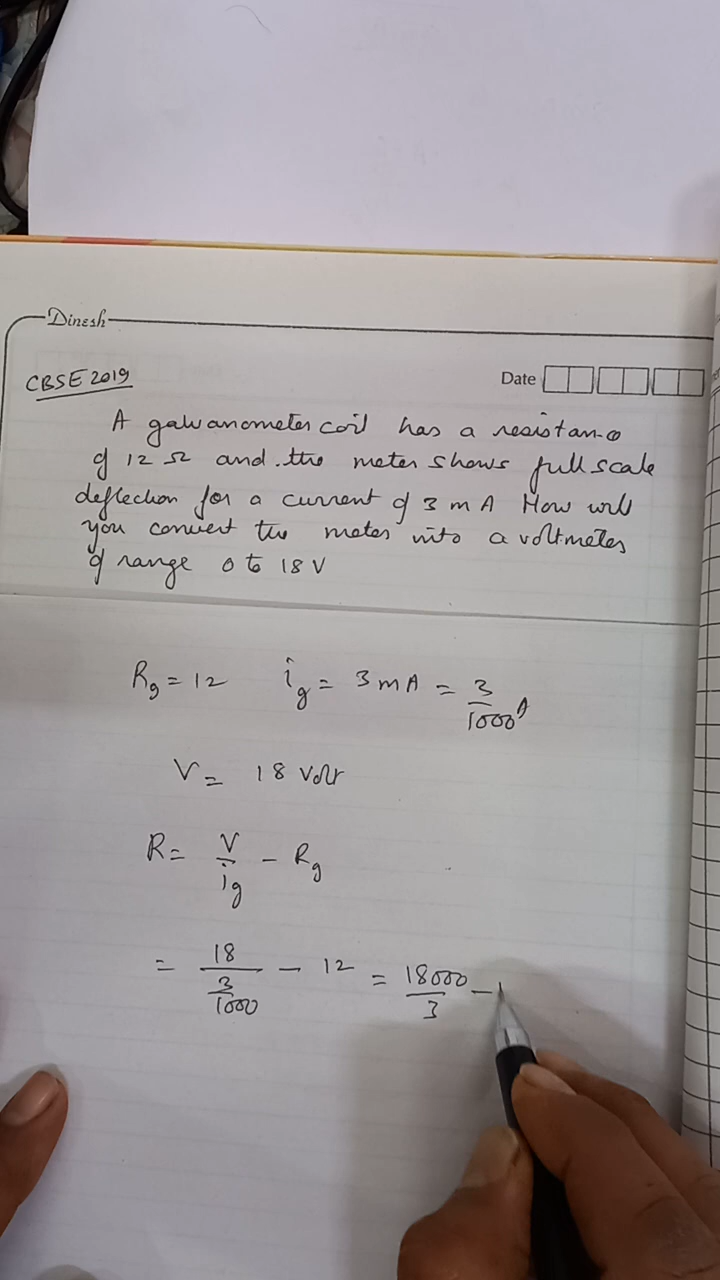 Dinesh
CBSE 2019
Date
A galvanometer coil has a resistance
of 12 Ω and the meter shows full scale
deflection for a current of 3 mA How will
you convert the meter into a voltmeter
of range 0 to 18 V
Rg = 12 ig = 3 mA = 3/1000 A
V = 18 Volt
R = V/ig - Rg
= 18/(3/1000) - 12 = 18000/3 -